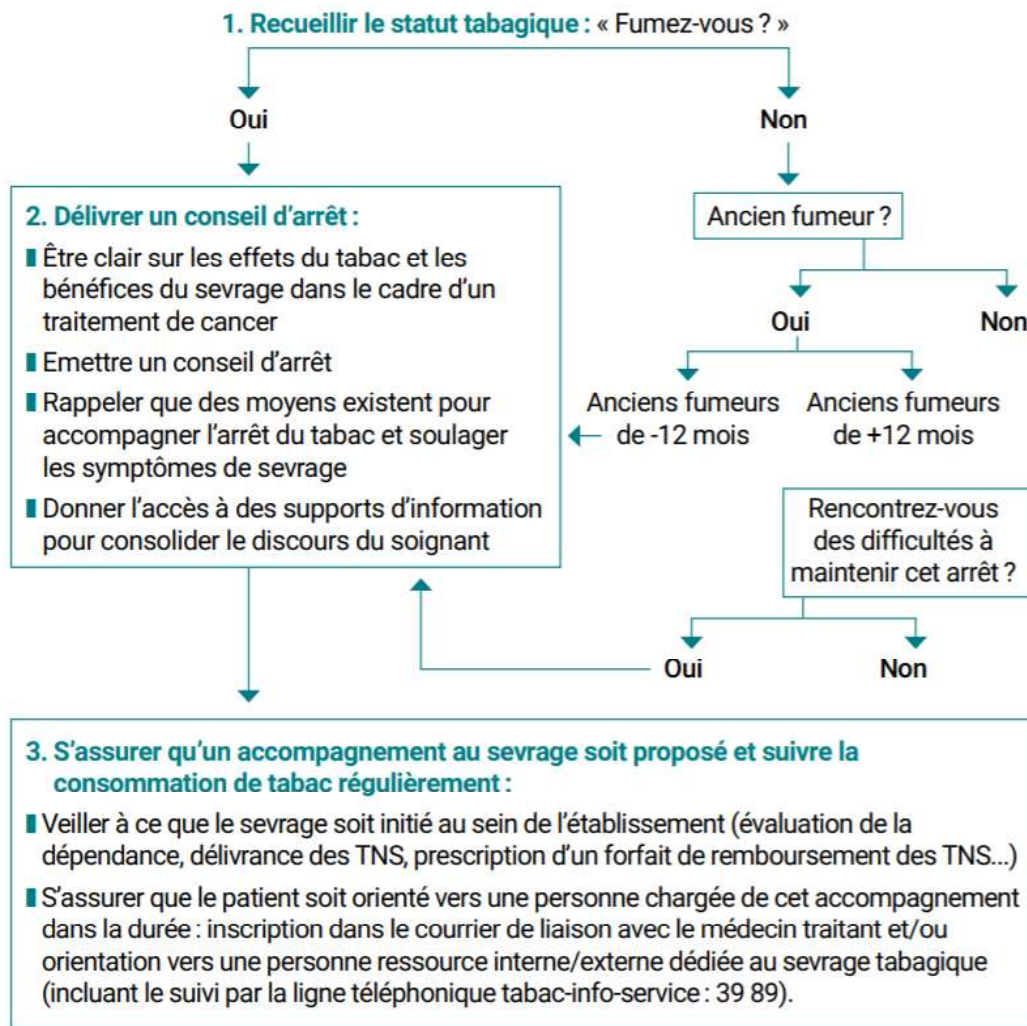 1. Recueillir le statut tabagique : « Fumez-vous ? »
Oui
Non
2. Délivrer un conseil d’arrêt :
Être clair sur les effets du tabac et les
bénéfices du sevrage dans le cadre d’un
traitement de cancer
Emettre un conseil d’arrêt
Rappeler que des moyens existent pour
accompagner l’arrêt du tabac et soulager
les symptômes de sevrage
Donner l’accès à des supports d’information
pour consolider le discours du soignant
Ancien fumeur ?
Oui
Non
Anciens fumeurs
de -12 mois
Anciens fumeurs
de +12 mois
Rencontrez-vous
des difficultés à
maintenir cet arrêt ?
Oui
Non
3. S’assurer qu’un accompagnement au sevrage soit proposé et suivre la
consommation de tabac régulièrement :
Veiller à ce que le sevrage soit initié au sein de l’établissement (évaluation de la
dépendance, délivrance des TNS, prescription d’un forfait de remboursement des TNS...)
S’assurer que le patient soit orienté vers une personne chargée de cet accompagnement
dans la durée : inscription dans le courrier de liaison avec le médecin traitant et/ou
orientation vers une personne ressource interne/externe dédiée au sevrage tabagique
(incluant le suivi par la ligne téléphonique tabac-info-service : 39 89).